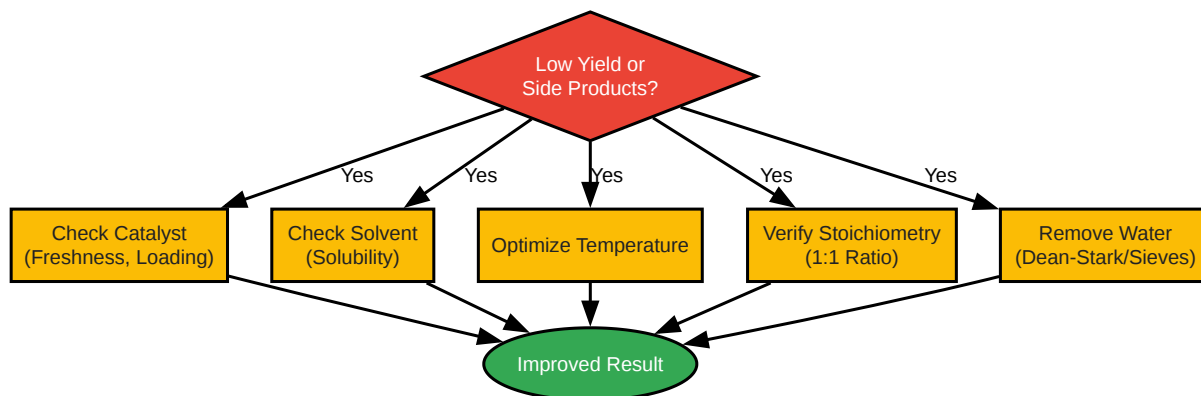 Low Yield or
Side Products?
Yes
Yes
Yes
Yes
Yes
Check Catalyst
(Freshness, Loading)
Check Solvent
(Solubility)
Optimize Temperature
Verify Stoichiometry
(1:1 Ratio)
Remove Water
(Dean-Stark/Sieves)
Improved Result